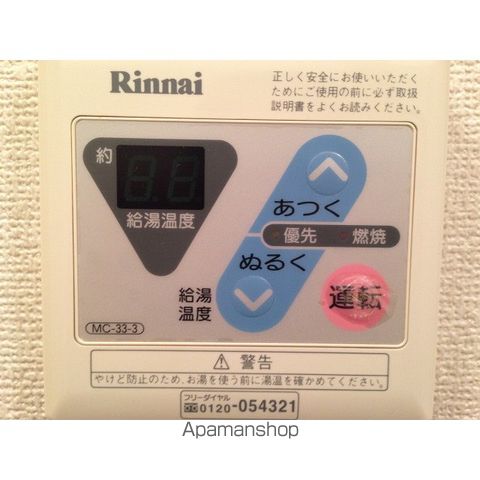 Rinnai
正しく安全にお使いいただく
ためにご使用の前に必ず取扱
説明書をよくお読みください。
約
給湯温度
あつく
優先 燃焼
ぬるく
給湯
温度
運転
MC-33-3
⚠警告
やけど防止のため、お湯を使う前に湯温を確かめてください。
フリーダイヤル
0120-054321
Apamanshop